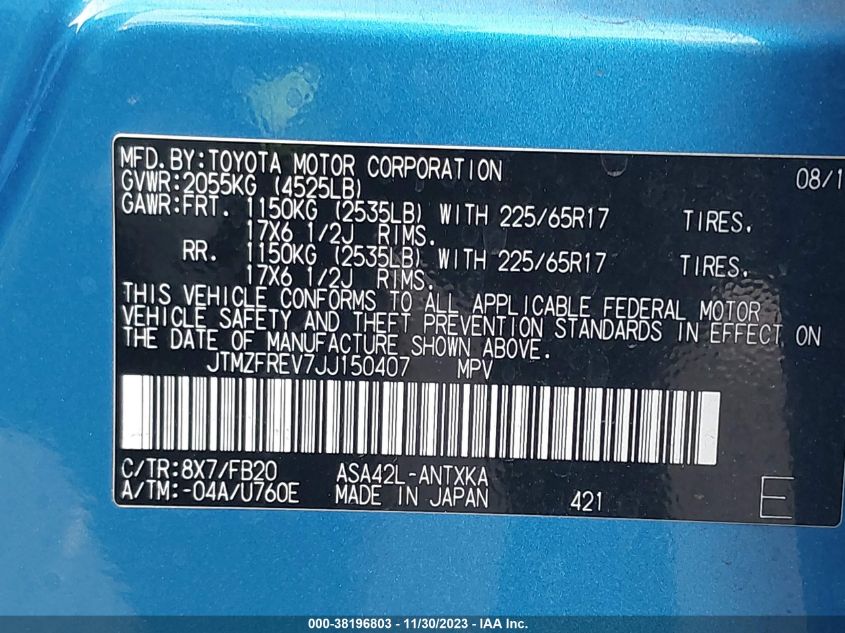 MFD.BY:TOYOTA MOTOR CORPORATION 08/1
GVWR:2055KG (4525LB)
GAWR:FRT. 1150KG (2535LB) WITH 225/65R17 TIRES.
17X6 1/2J RIMS.
RR. 1150KG (2535LB) WITH 225/65R17 TIRES.
17X6 1/2J RIMS.
THIS VEHICLE CONFORMS TO ALL APPLICABLE FEDERAL MOTOR
VEHICLE SAFETY AND THEFT PREVENTION STANDARDS IN EFFECT ON
THE DATE OF MANUFACTURE SHOWN ABOVE.
JTMZFREV7JJ150407 MPV
C/TR:8X7/FB20 ASA42L-ANTXKA
A/TM:-04A/U760E MADE IN JAPAN 421 E
000-38196803 - 11/30/2023 - IAA Inc.